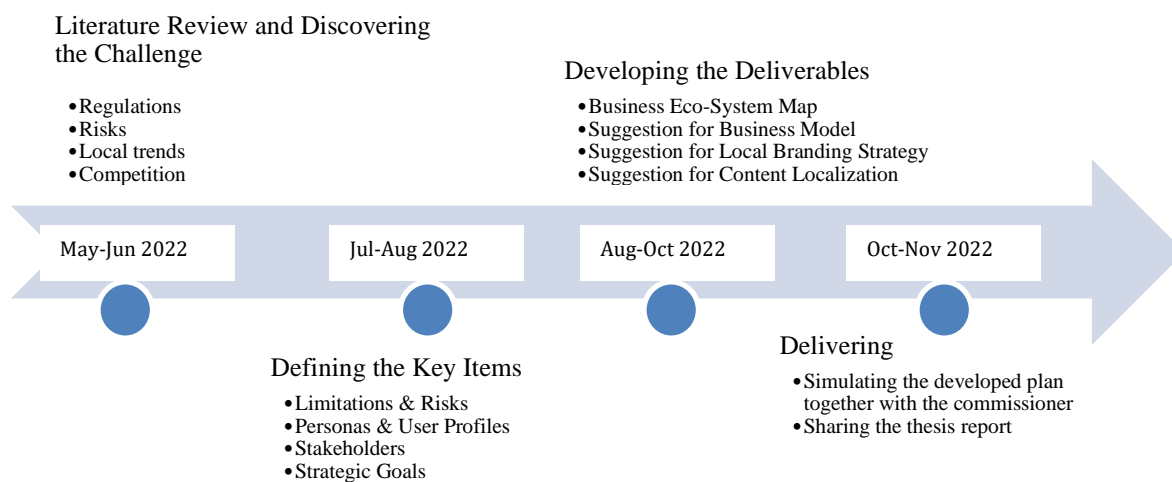 Literature Review and Discovering
the Challenge
•Regulations
•Risks
•Local trends
•Competition
Developing the Deliverables
•Business Eco-System Map
•Suggestion for Business Model
•Suggestion for Local Branding Strategy
•Suggestion for Content Localization
May-Jun 2022
Jul-Aug 2022
Aug-Oct 2022
Oct-Nov 2022
Defining the Key Items
•Limitations & Risks
•Personas & User Profiles
•Stakeholders
•Strategic Goals
Delivering
•Simulating the developed plan
together with the commissioner
•Sharing the thesis report